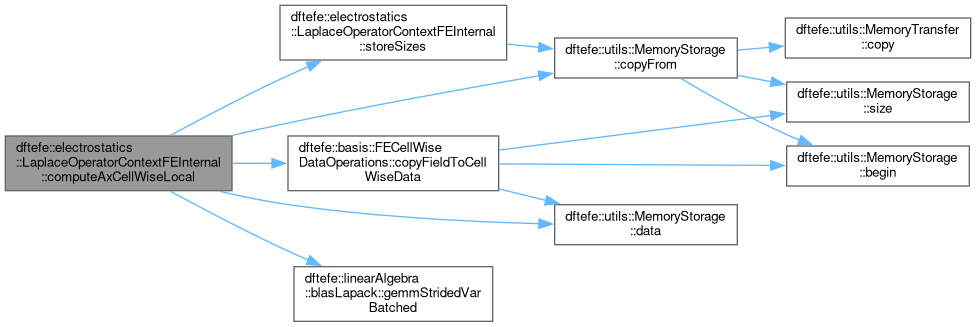 dftefe::electrostatics
::LaplaceOperatorContextFEInternal
::computeAxCellWiseLocal
dftefe::electrostatics
::LaplaceOperatorContextFEInternal
::storeSizes
dftefe::utils::MemoryStorage
::copyFrom
dftefe::utils::MemoryTransfer
::copy
dftefe::utils::MemoryStorage
::size
dftefe::basis::FECellWise
DataOperations::copyFieldToCell
WiseData
dftefe::utils::MemoryStorage
::begin
dftefe::utils::MemoryStorage
::data
dftefe::linearAlgebra
::blasLapack::gemmStridedVar
Batched